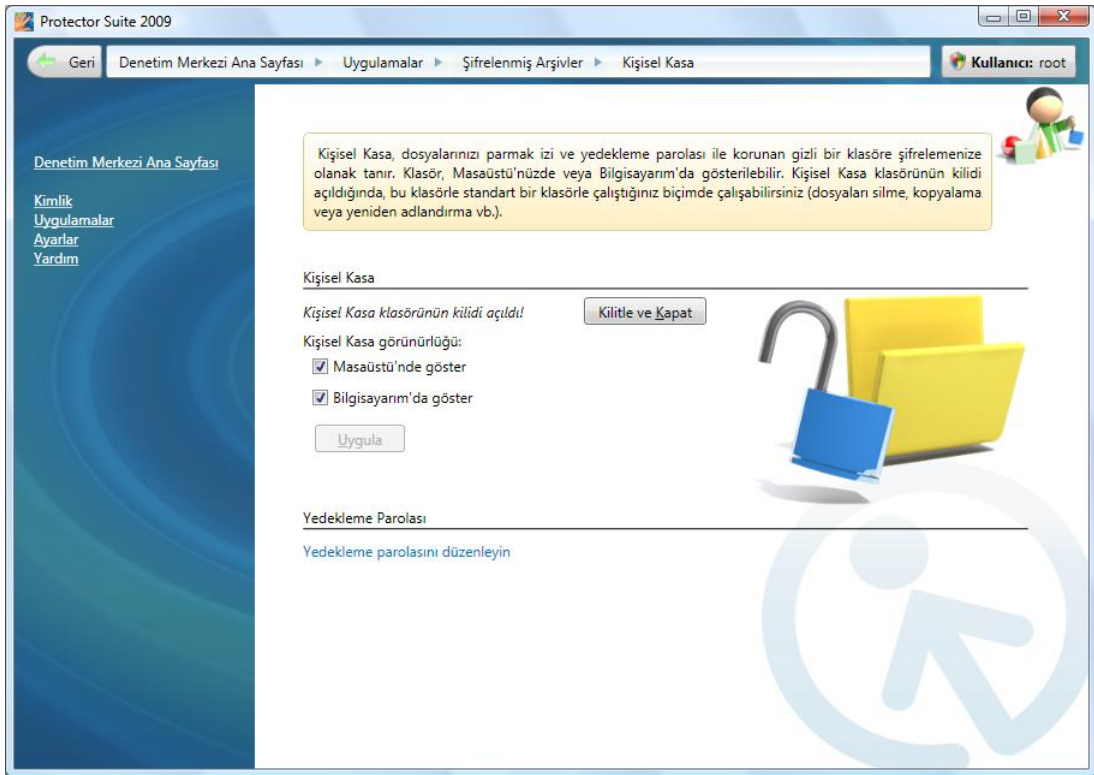 Protector Suite 2009
Geri
Denetim Merkezi Ana Sayfası
Uygulamalar
Şifrelenmiş Arşivler
Kişisel Kasa
Kullanıcı: root
Denetim Merkezi Ana Sayfası
Kimlik
Uygulamalar
Ayarlar
Yardım
Kişisel Kasa, dosyalarınızı parmak izi ve yedekleme parolası ile korunan gizli bir klasöre şifrelemenize
olanak tanır. Klasör, Masaüstü'nüzde veya Bilgisayarım'da gösterilebilir. Kişisel Kasa klasörünün kilidi
açıldığında, bu klasörle standart bir klasörle çalıştığınız biçimde çalışabilirsiniz (dosyaları silme, kopyalama
veya yeniden adlandırma vb.).
Kişisel Kasa
Kişisel Kasa klasörünün kilidi açıldı!
Kilitle ve Kapat
Kişisel Kasa görünürlüğü:
Masaüstü'nde göster
Bilgisayarım'da göster
Uygula
Yedekleme Parolası
Yedekleme parolasını düzenleyin